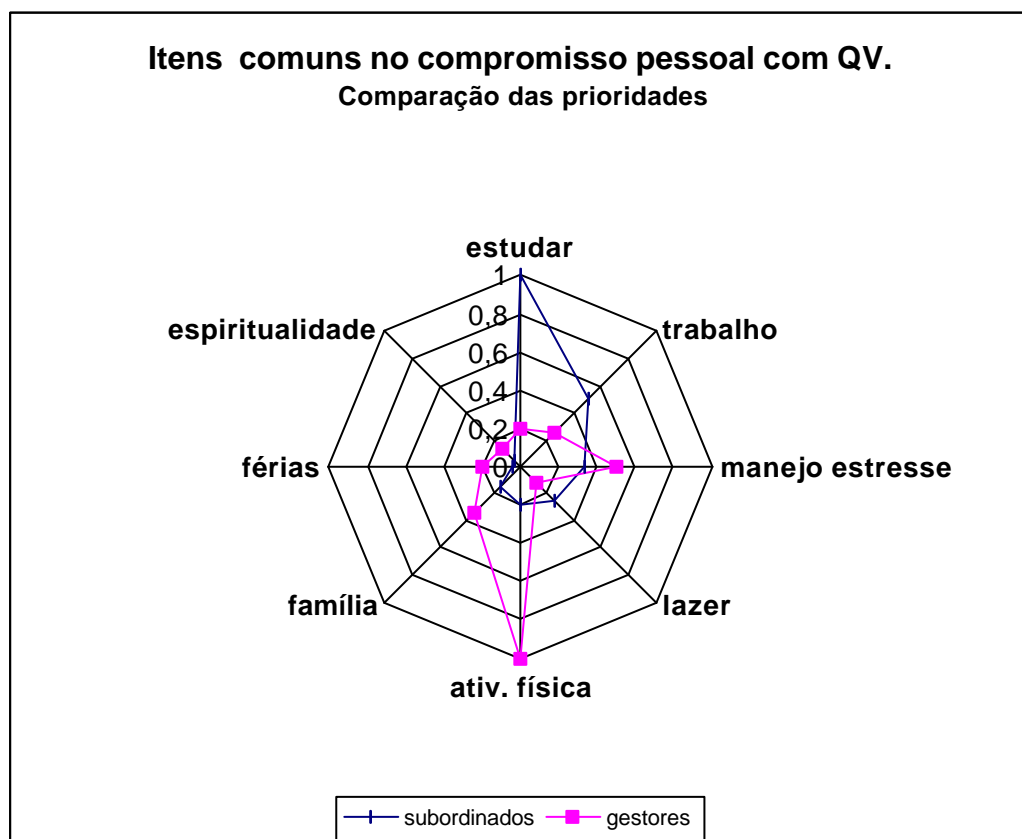 Itens comuns no compromisso pessoal com QV.
Comparação das prioridades
estudar
1
0,8
0,6
0,4
0,2
0
espiritualidade
trabalho
férias
manejo estresse
família
lazer
ativ. física
subordinados
gestores